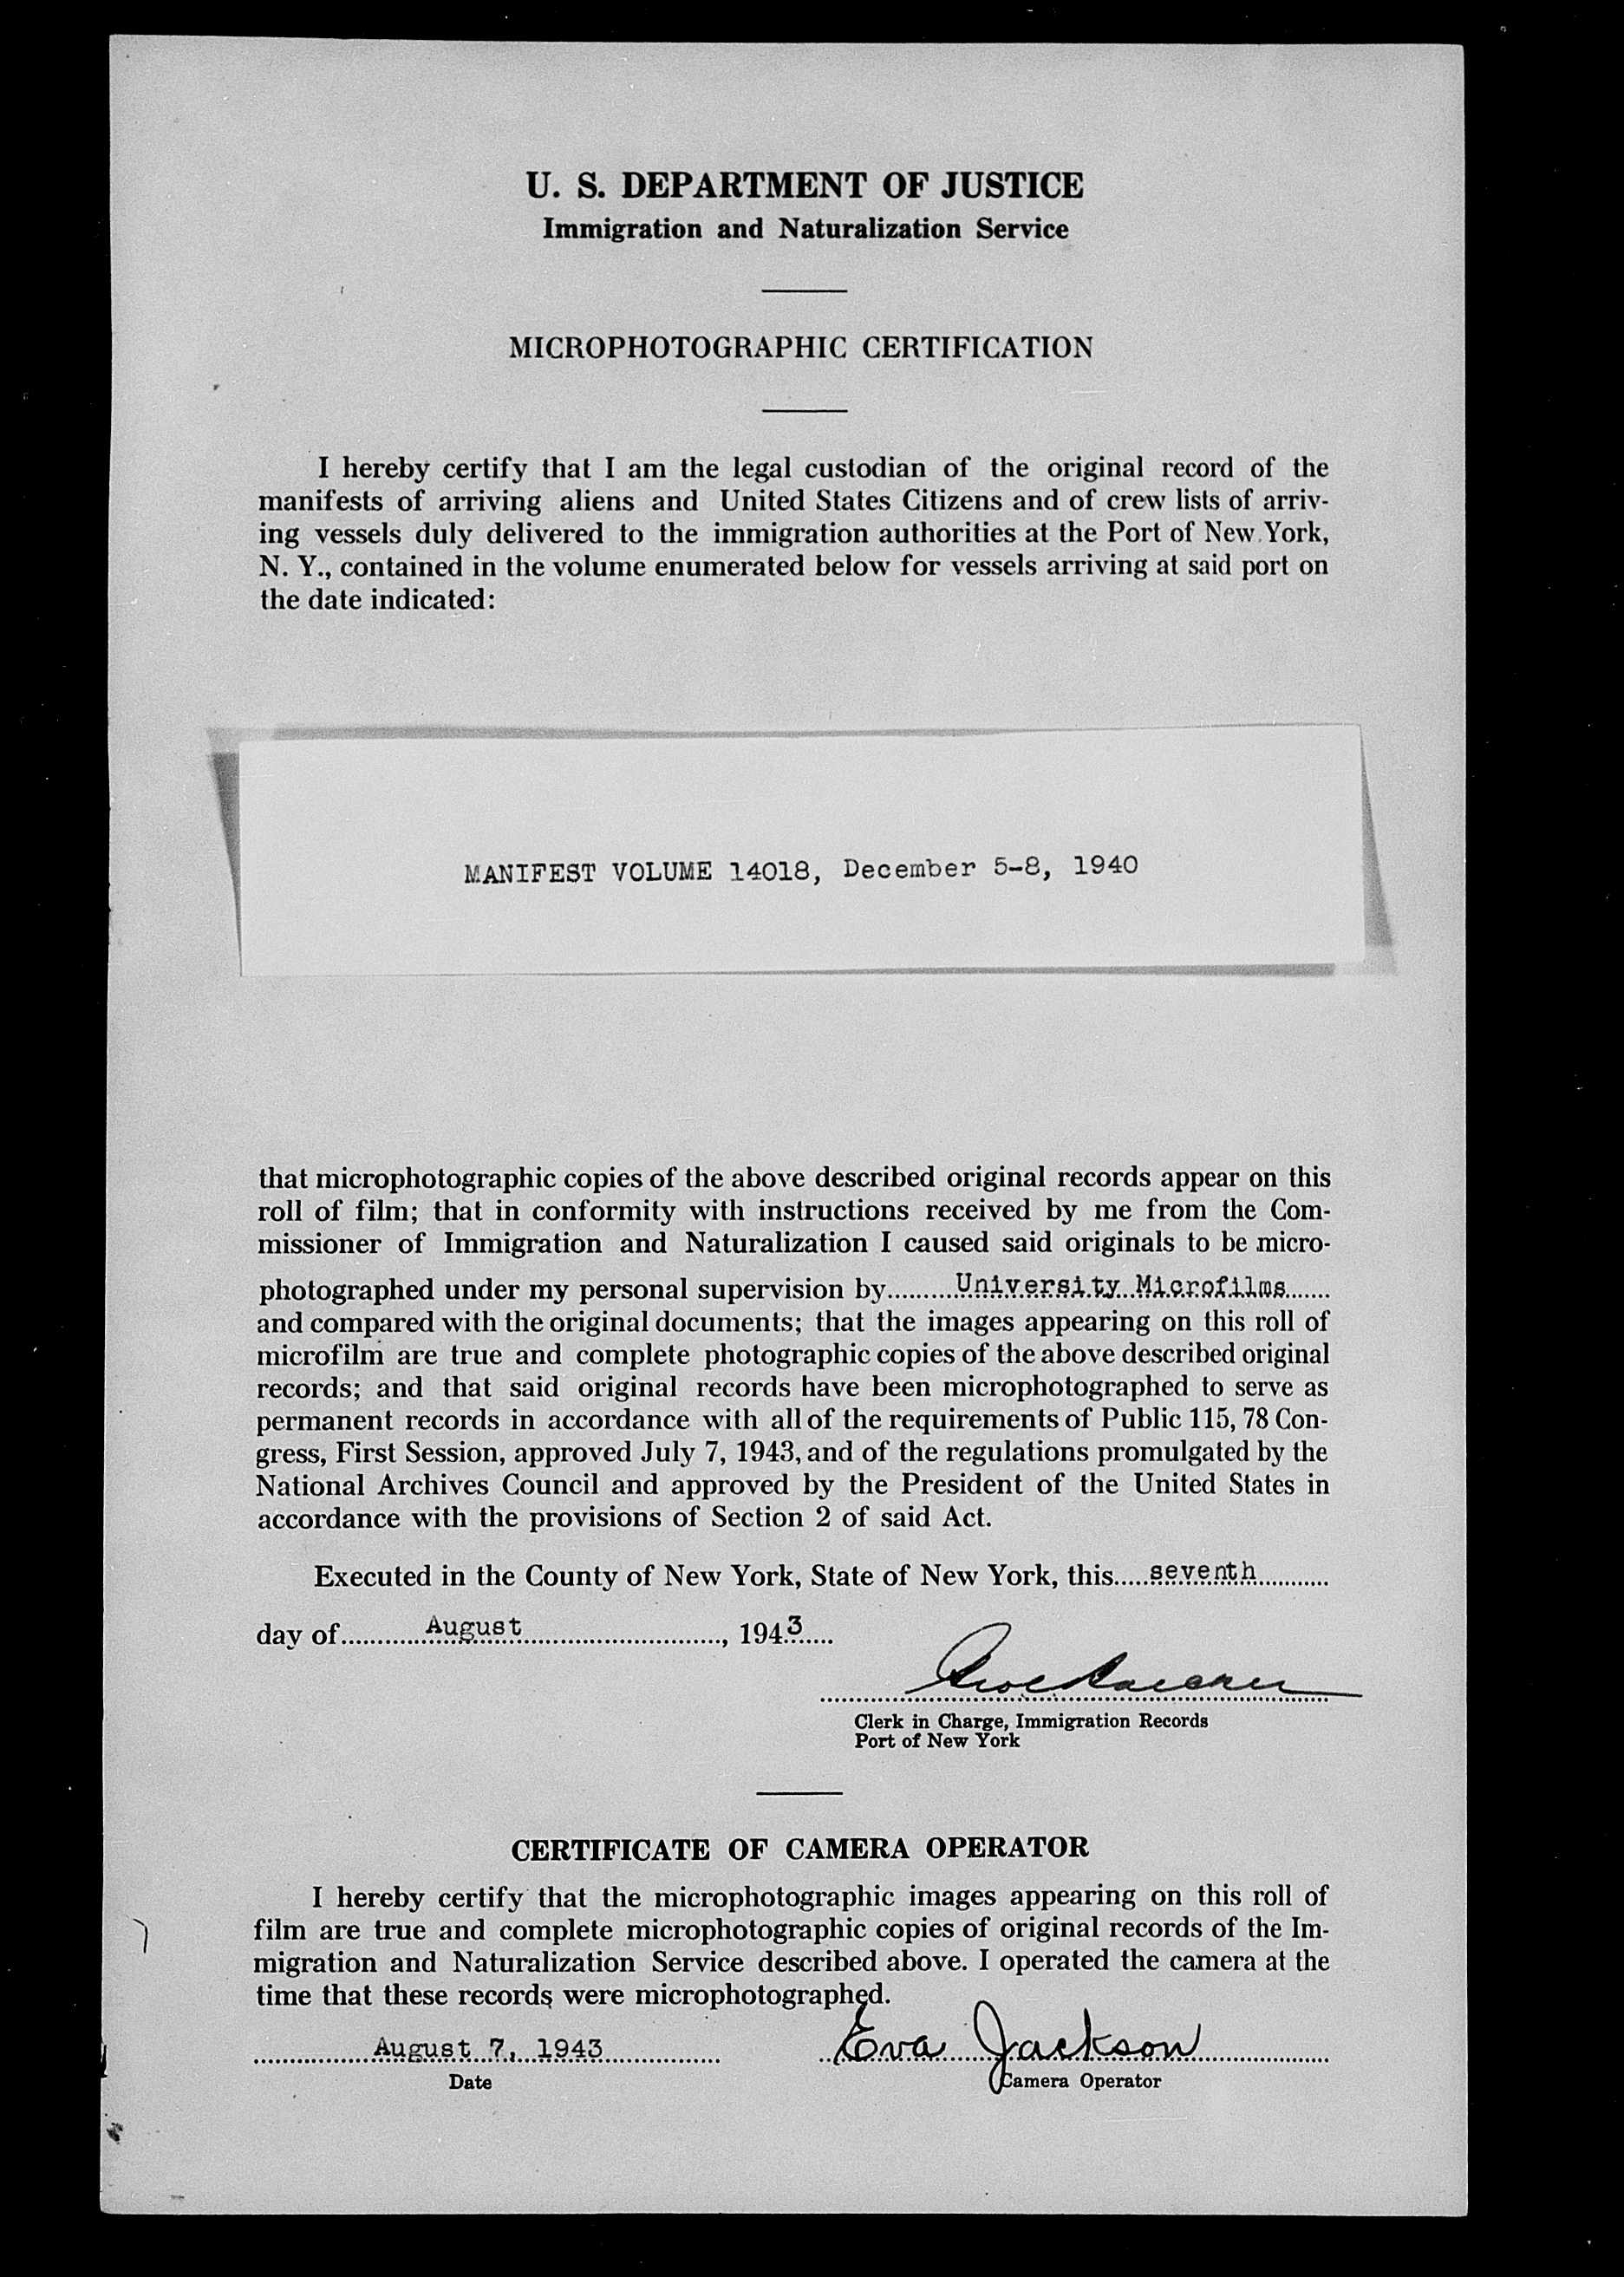 U. S. DEPARTMENT OF JUSTICE
Immigration and Naturalization Service
MICROPHOTOGRAPHIC CERTIFICATION
I hereby certify that I am the legal custodian of the original record of the
manifests of arriving aliens and United States Citizens and of crew lists of arriv-
ing vessels duly delivered to the immigration authorities at the Port of New York,
N. Y., contained in the volume enumerated below for vessels arriving at said port on
the date indicated:
MANIFEST VOLUME 14018, December 5-8, 1940
that microphotographic copies of the above described original records appear on this
roll of film; that in conformity with instructions received by me from the Com-
missioner of Immigration and Naturalization I caused said originals to be micro-
photographed under my personal supervision by University Microfilms
and compared with the original documents; that the images appearing on this roll of
microfilm are true and complete photographic copies of the above described original
records; and that said original records have been microphotographed to serve as
permanent records in accordance with all of the requirements of Public 115, 78 Con-
gress, First Session, approved July 7, 1943, and of the regulations promulgated by the
National Archives Council and approved by the President of the United States in
accordance with the provisions of Section 2 of said Act.
Executed in the County of New York, State of New York, this seventh
day of August, 1943
Clerk in Charge, Immigration Records
Port of New York
CERTIFICATE OF CAMERA OPERATOR
I hereby certify that the microphotographic images appearing on this roll of
film are true and complete microphotographic copies of original records of the Im-
migration and Naturalization Service described above. I operated the camera at the
time that these records were microphotographed.
August 7, 1943 Eva Jackson
Date Camera Operator